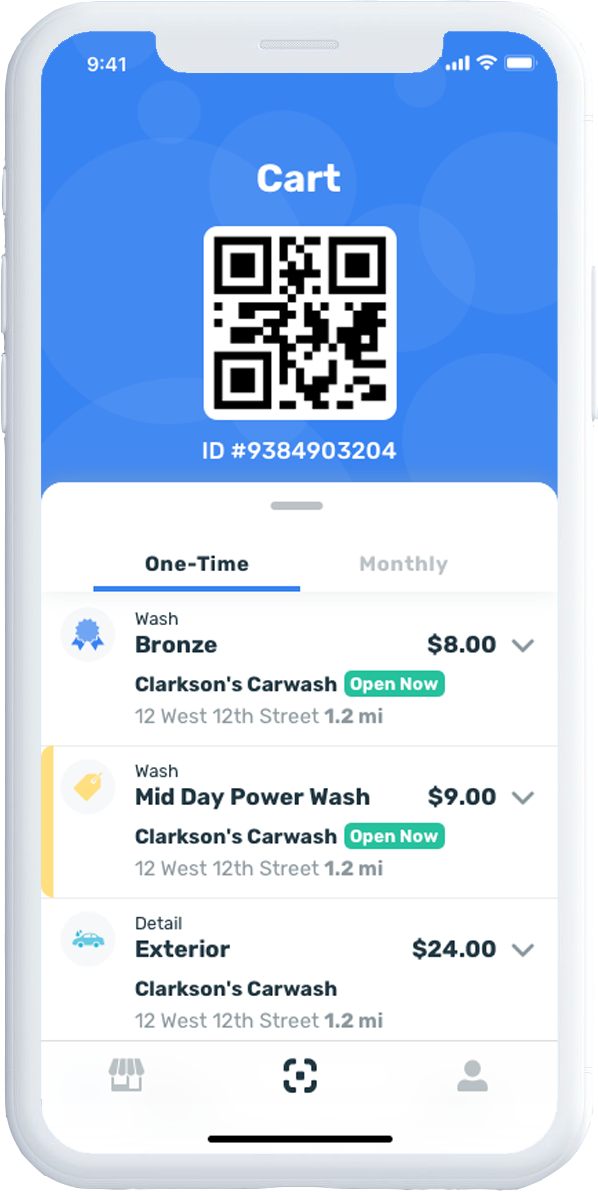 9:41
Cart
ID #9384903204
One-Time Monthly
Wash
Bronze $8.00
Clarkson's Carwash Open Now
12 West 12th Street 1.2 mi
Wash
Mid Day Power Wash $9.00
Clarkson's Carwash Open Now
12 West 12th Street 1.2 mi
Detail
Exterior $24.00
Clarkson's Carwash
12 West 12th Street 1.2 mi